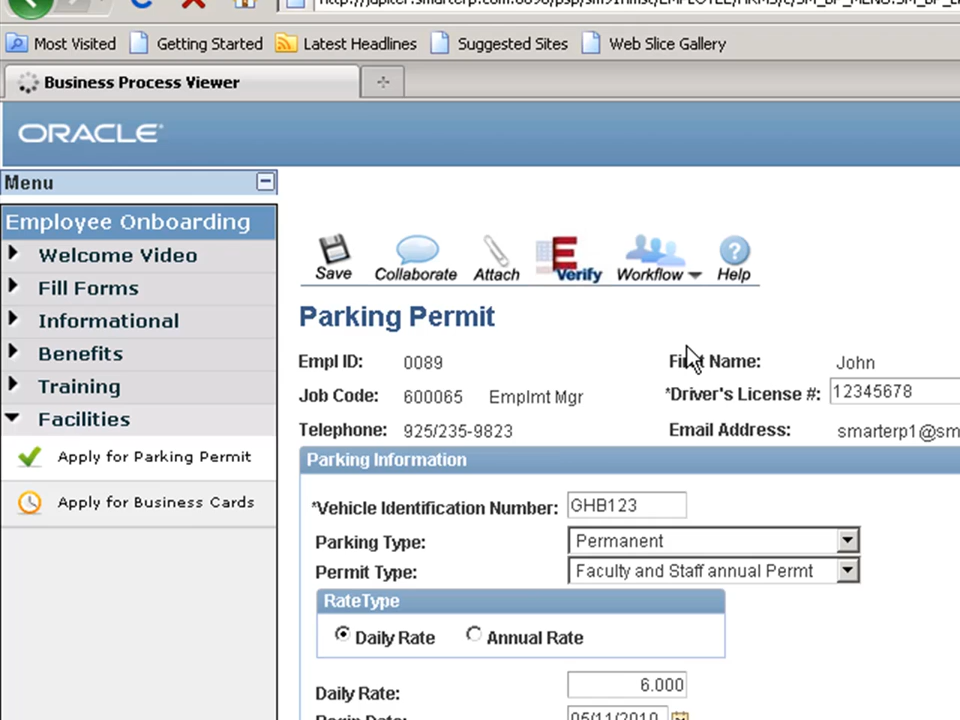 Most Visited Getting Started Latest Headlines Suggested Sites Web Slice Gallery
Business Process Viewer
ORACLE
Menu
Employee Onboarding
Welcome Video
Fill Forms
Informational
Benefits
Training
Facilities
Apply for Parking Permit
Apply for Business Cards
Save Collaborate Attach E Verify Workflow Help
Parking Permit
Empl ID: 0089 First Name: John
Job Code: 600065 Emplmt Mgr *Driver's License #: 12345678
Telephone: 925/235-9823 Email Address: smarterp1@sm
Parking Information
*Vehicle Identification Number: GHB123
Parking Type: Permanent
Permit Type: Faculty and Staff annual Permt
RateType
Daily Rate Annual Rate
Daily Rate: 6.000
Begin Date: 05/11/2010